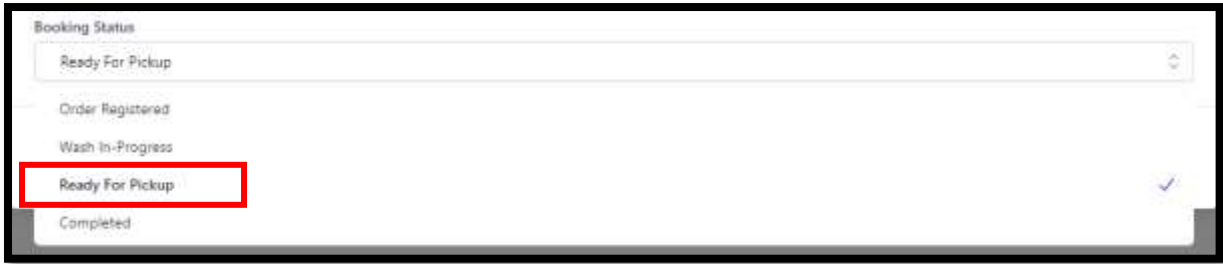 Booking Status
Ready For Pickup
Order Registered
Wash In-Progress
Ready For Pickup
Completed